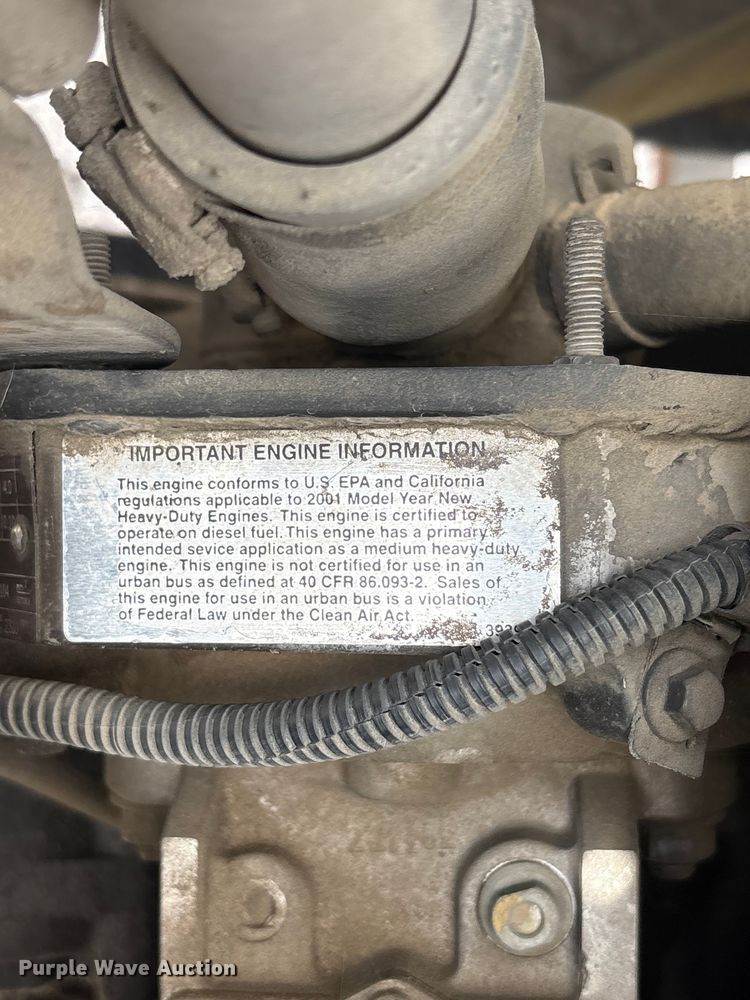 IMPORTANT ENGINE INFORMATION
This engine conforms to U.S. EPA and California
regulations applicable to 2001 Model Year New
Heavy-Duty Engines. This engine is certified to
operate on diesel fuel. This engine has a primary
intended sevice application as a medium heavy-duty
engine. This engine is not certified for use in an
urban bus as defined at 40 CFR 86.093-2. Sales of
this engine for use in an urban bus is a violation
of Federal Law under the Clean Air Act.
Purple Wave Auction